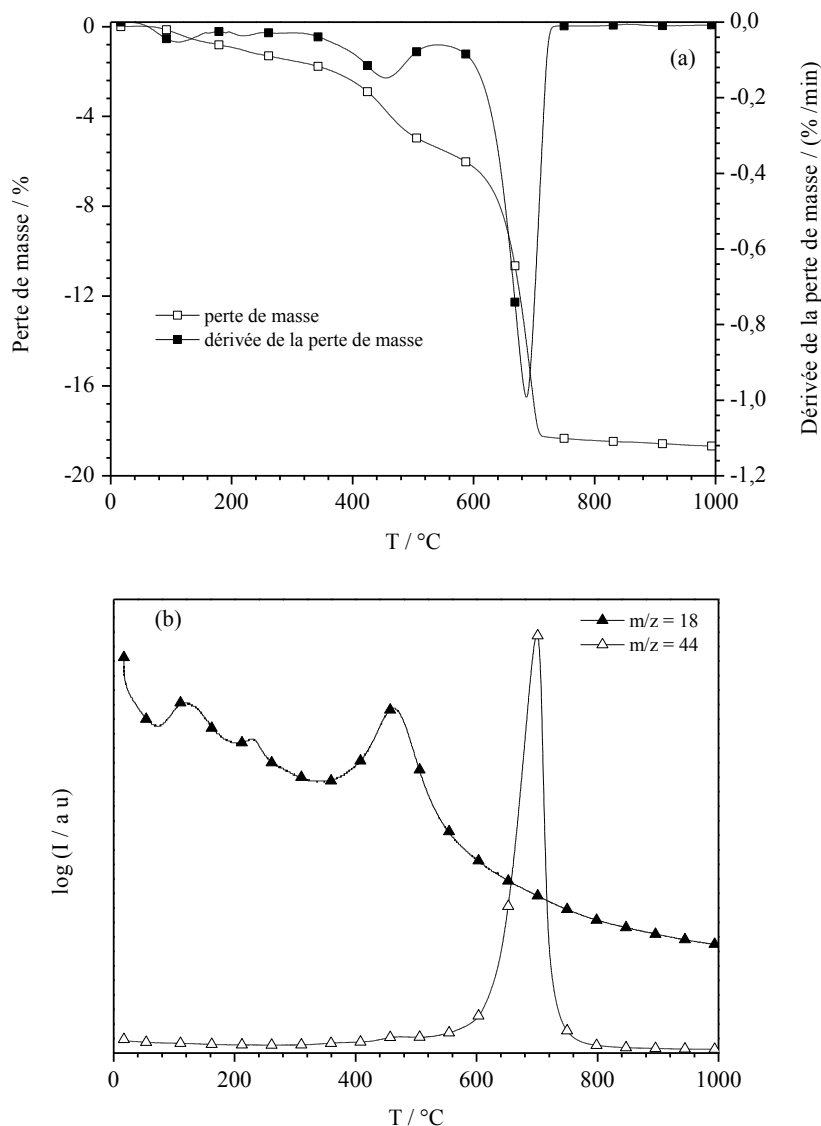 (a)
0
-4
-8
-12
-16
-20
0,0
-0,2
-0,4
-0,6
-0,8
-1,0
-1,2
0 200 400 600 800 1000
Perte de masse / %
Dérivée de la perte de masse / (% /min)
perte de masse
dérivée de la perte de masse
T / °C
(b)
m/z = 18
m/z = 44
log (I / a u)
0 200 400 600 800 1000
T / °C